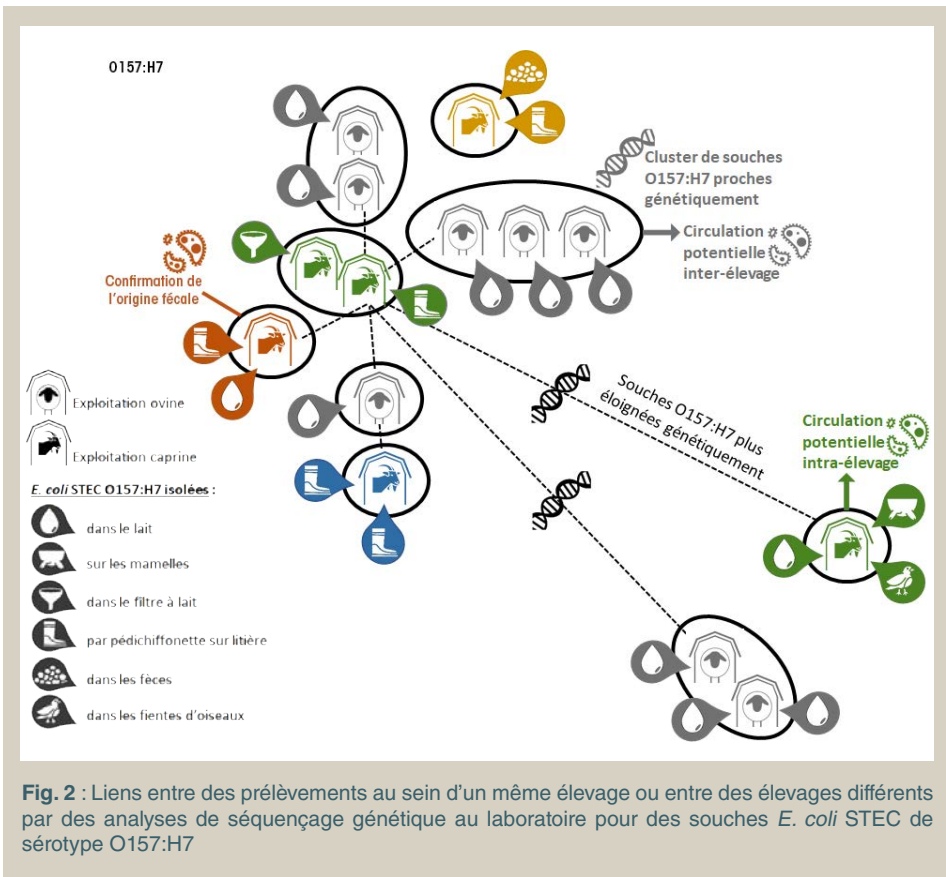 O157:H7
Cluster de souches
O157:H7 proches
génétiquement
Circulation
potentielle
inter-élevage
Confirmation de
l'origine fécale
Souches O157:H7 plus
éloignées génétiquement
Circulation
potentielle
intra-élevage
Exploitation ovine
Exploitation caprine
E. coli STEC O157:H7 isolées :
dans le lait
sur les mamelles
dans le filtre à lait
par pédichiffonette sur litière
dans les fèces
dans les fientes d'oiseaux
Fig. 2 : Liens entre des prélèvements au sein d'un même élevage ou entre des élevages différents
par des analyses de séquençage génétique au laboratoire pour des souches E. coli STEC de
sérotype O157:H7